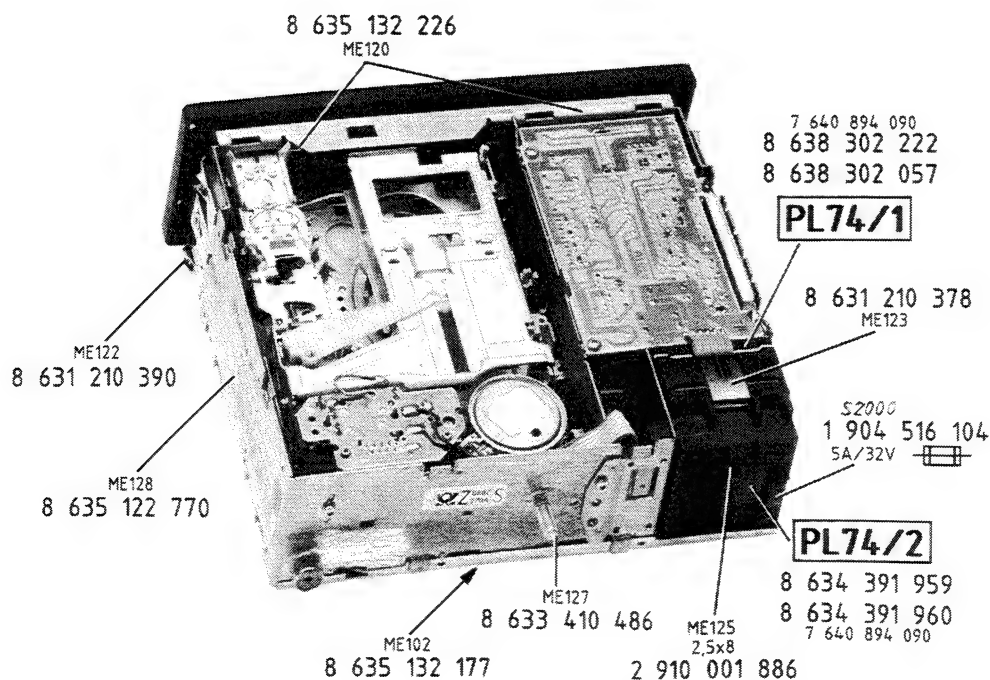 8 635 132 226
ME120
7 640 894 090
8 638 302 222
8 638 302 057
PL74/1
8 631 210 378
ME123
ME122
8 631 210 390
S2000
1 904 516 104
5A/32V
ME128
8 635 122 770
Z S
PL74/2
8 634 391 959
8 634 391 960
7 640 894 090
ME127
8 633 410 486
ME125
2,5x8
2 910 001 886
ME102
8 635 132 177